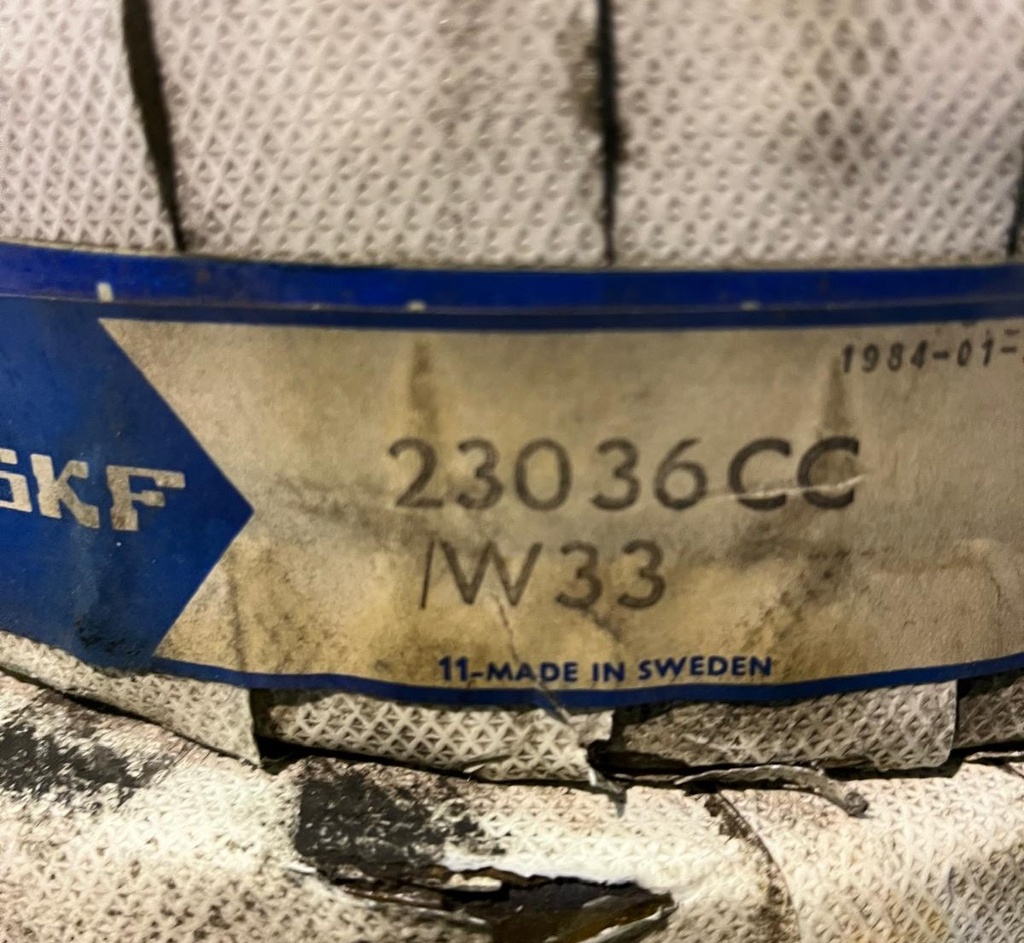 1984-01-
SKF
23036CC
/W33
11-MADE IN SWEDEN